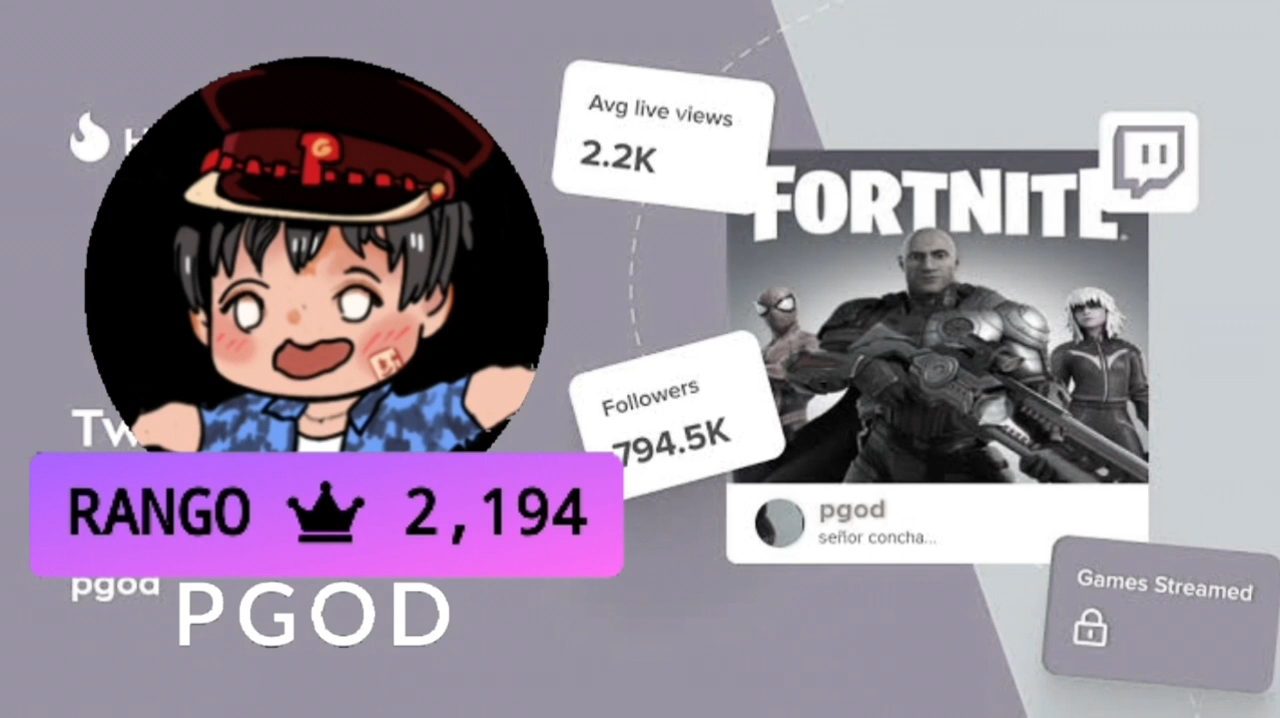 Avg live views
2.2K
FORTNITE
Followers
794.5K
RANGO 2,194
pgod
señor concha...
pgod
PGOD
Games Streamed